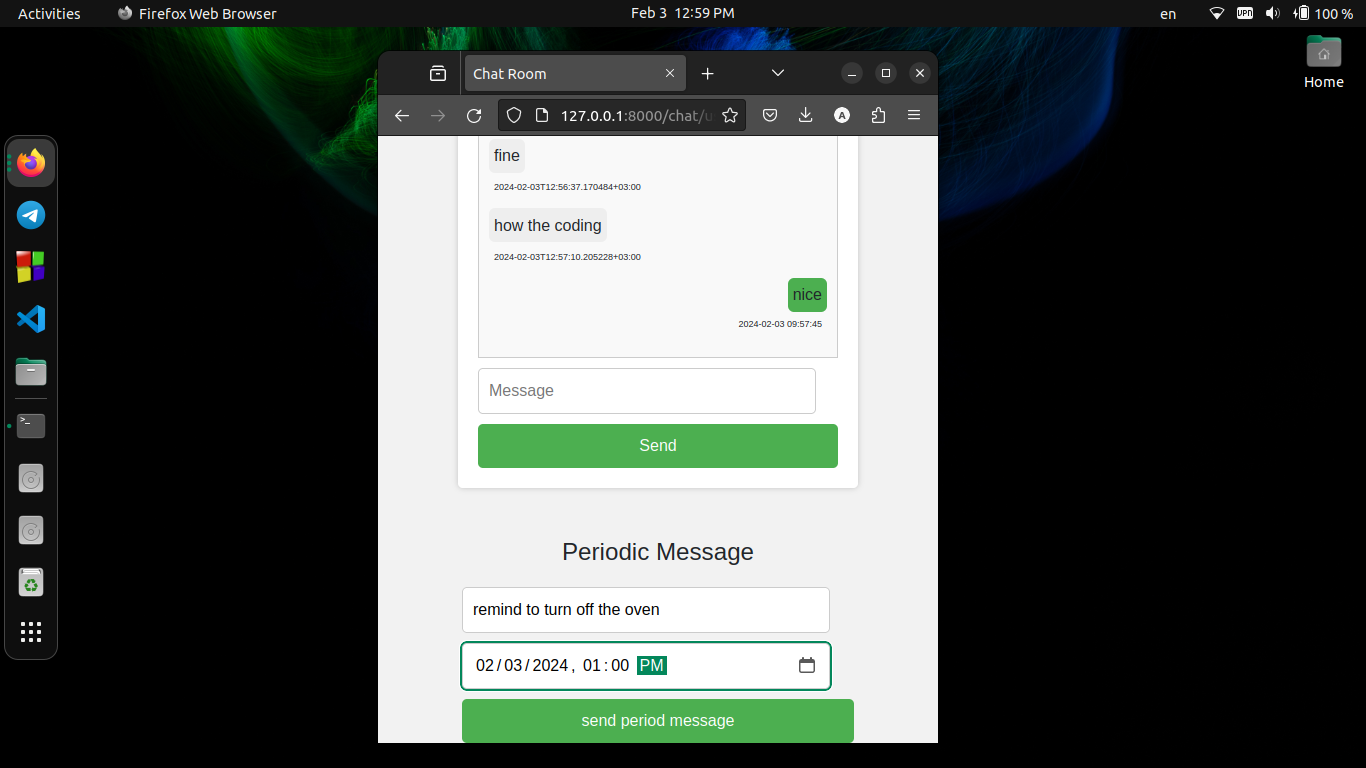 Activities Firefox Web Browser Feb 3 12:59 PM en VPN 100 %
Home
Chat Room
127.0.0.1:8000/chat/u
A
fine
2024-02-03T12:56:37.170484+03:00
how the coding
2024-02-03T12:57:10.205228+03:00
nice
2024-02-03 09:57:45
Message
Send
Periodic Message
remind to turn off the oven
02/03/2024, 01:00 PM
send period message